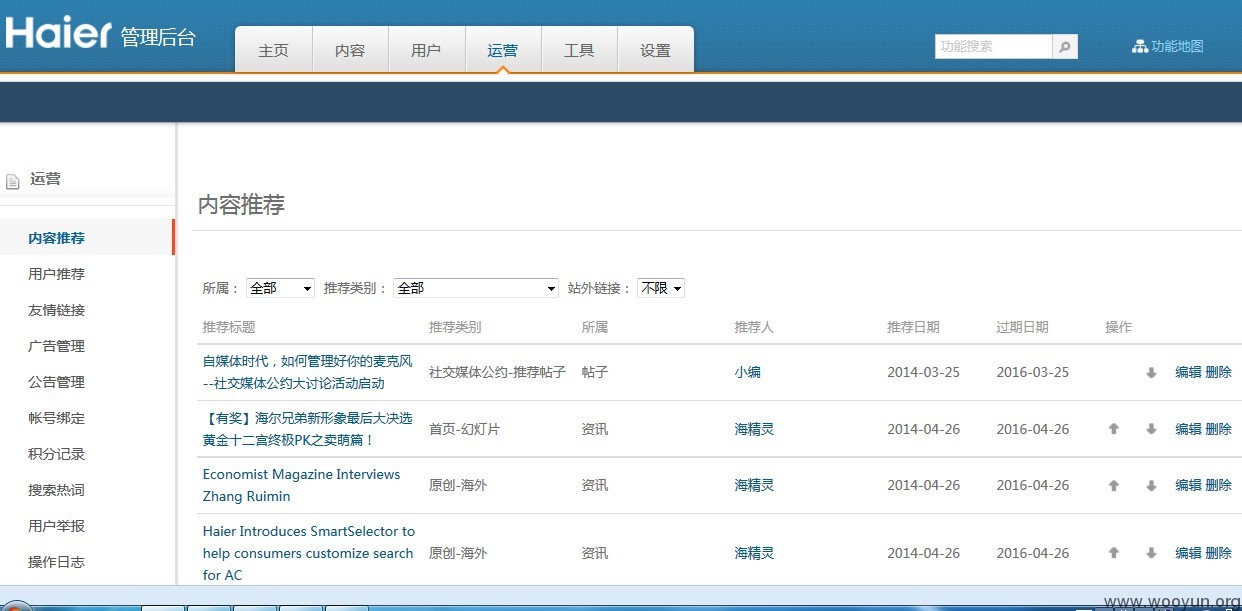 Haier 管理后台
主页 内容 用户 运营 工具 设置
功能搜索
功能地图
运营
内容推荐
用户推荐
友情链接
广告管理
公告管理
帐号绑定
积分记录
搜索热词
用户举报
操作日志
内容推荐
所属： 全部 推荐类别： 全部 站外链接： 不限
推荐标题 推荐类别 所属 推荐人 推荐日期 过期日期 操作
自媒体时代，如何管理好你的麦克风
--社交媒体公约大讨论活动启动
社交媒体公约-推荐帖子 帖子 小编 2014-03-25 2016-03-25 编辑 删除
【有奖】海尔兄弟新形象最后大决选
黄金十二宫终极PK之卖萌篇！
首页-幻灯片 资讯 海精灵 2014-04-26 2016-04-26 编辑 删除
Economist Magazine Interviews
Zhang Ruimin
原创-海外 资讯 海精灵 2014-04-26 2016-04-26 编辑 删除
Haier Introduces SmartSelector to
help consumers customize search
for AC
原创-海外 资讯 海精灵 2014-04-26 2016-04-26 编辑 删除
www.wooyun.org